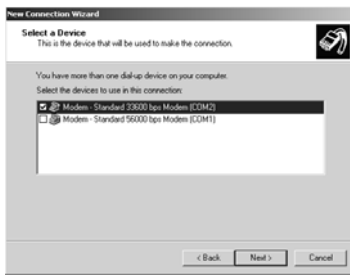 New Connection Wizard
Select a Device
This is the device that will be used to make the connection.
You have more than one dial-up device on your computer.
Select the devices to use in this connection:
Modem - Standard 33600 bps Modem (COM2)
Modem - Standard 56000 bps Modem (COM1)
< Back
Next >
Cancel